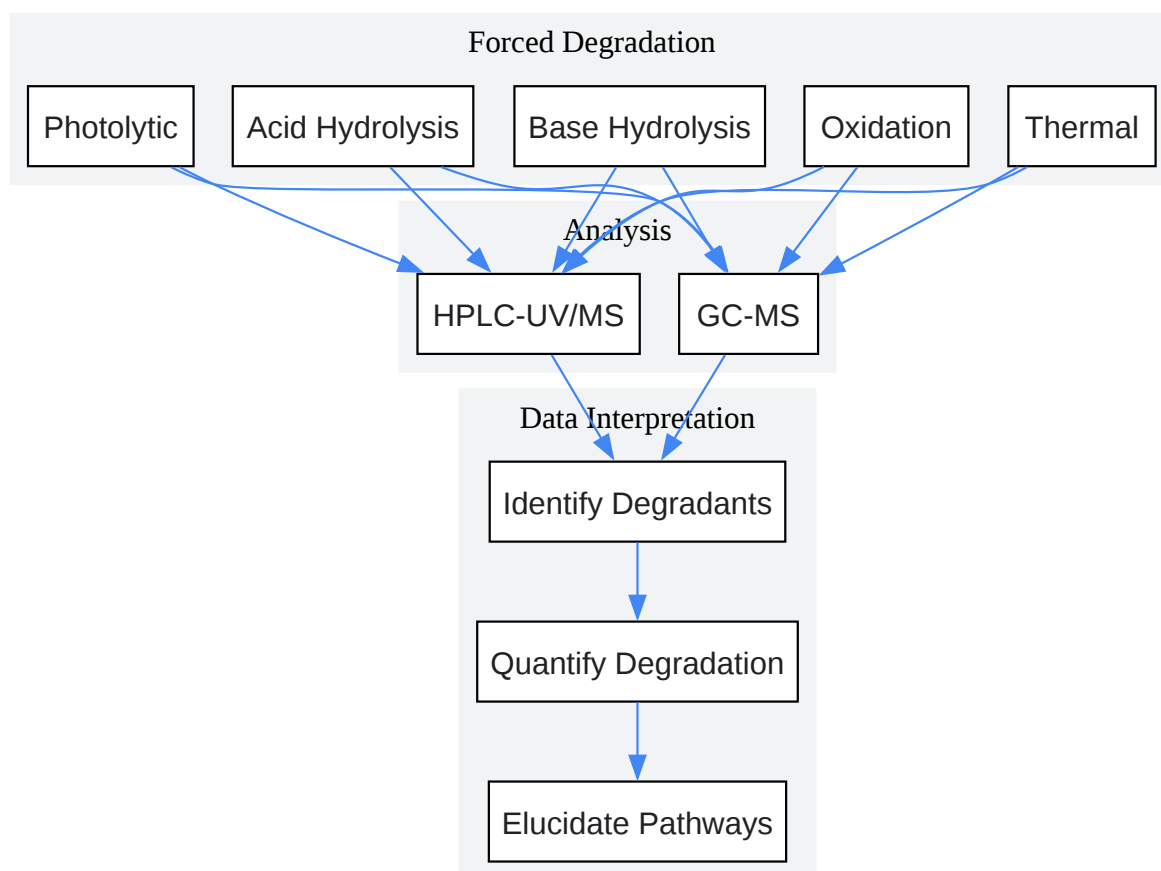 Forced Degradation
Photolytic
Acid Hydrolysis
Base Hydrolysis
Oxidation
Thermal
Analysis
HPLC-UV/MS
GC-MS
Data Interpretation
Identify Degradants
Quantify Degradation
Elucidate Pathways